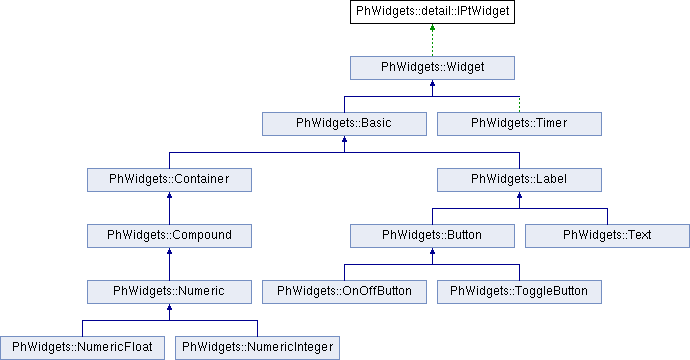 PhWidgets::detail::IPtWidget
PhWidgets::Widget
PhWidgets::Basic
PhWidgets::Timer
PhWidgets::Container
PhWidgets::Label
PhWidgets::Compound
PhWidgets::Button
PhWidgets::Text
PhWidgets::Numeric
PhWidgets::OnOffButton
PhWidgets::ToggleButton
PhWidgets::NumericFloat
PhWidgets::NumericInteger